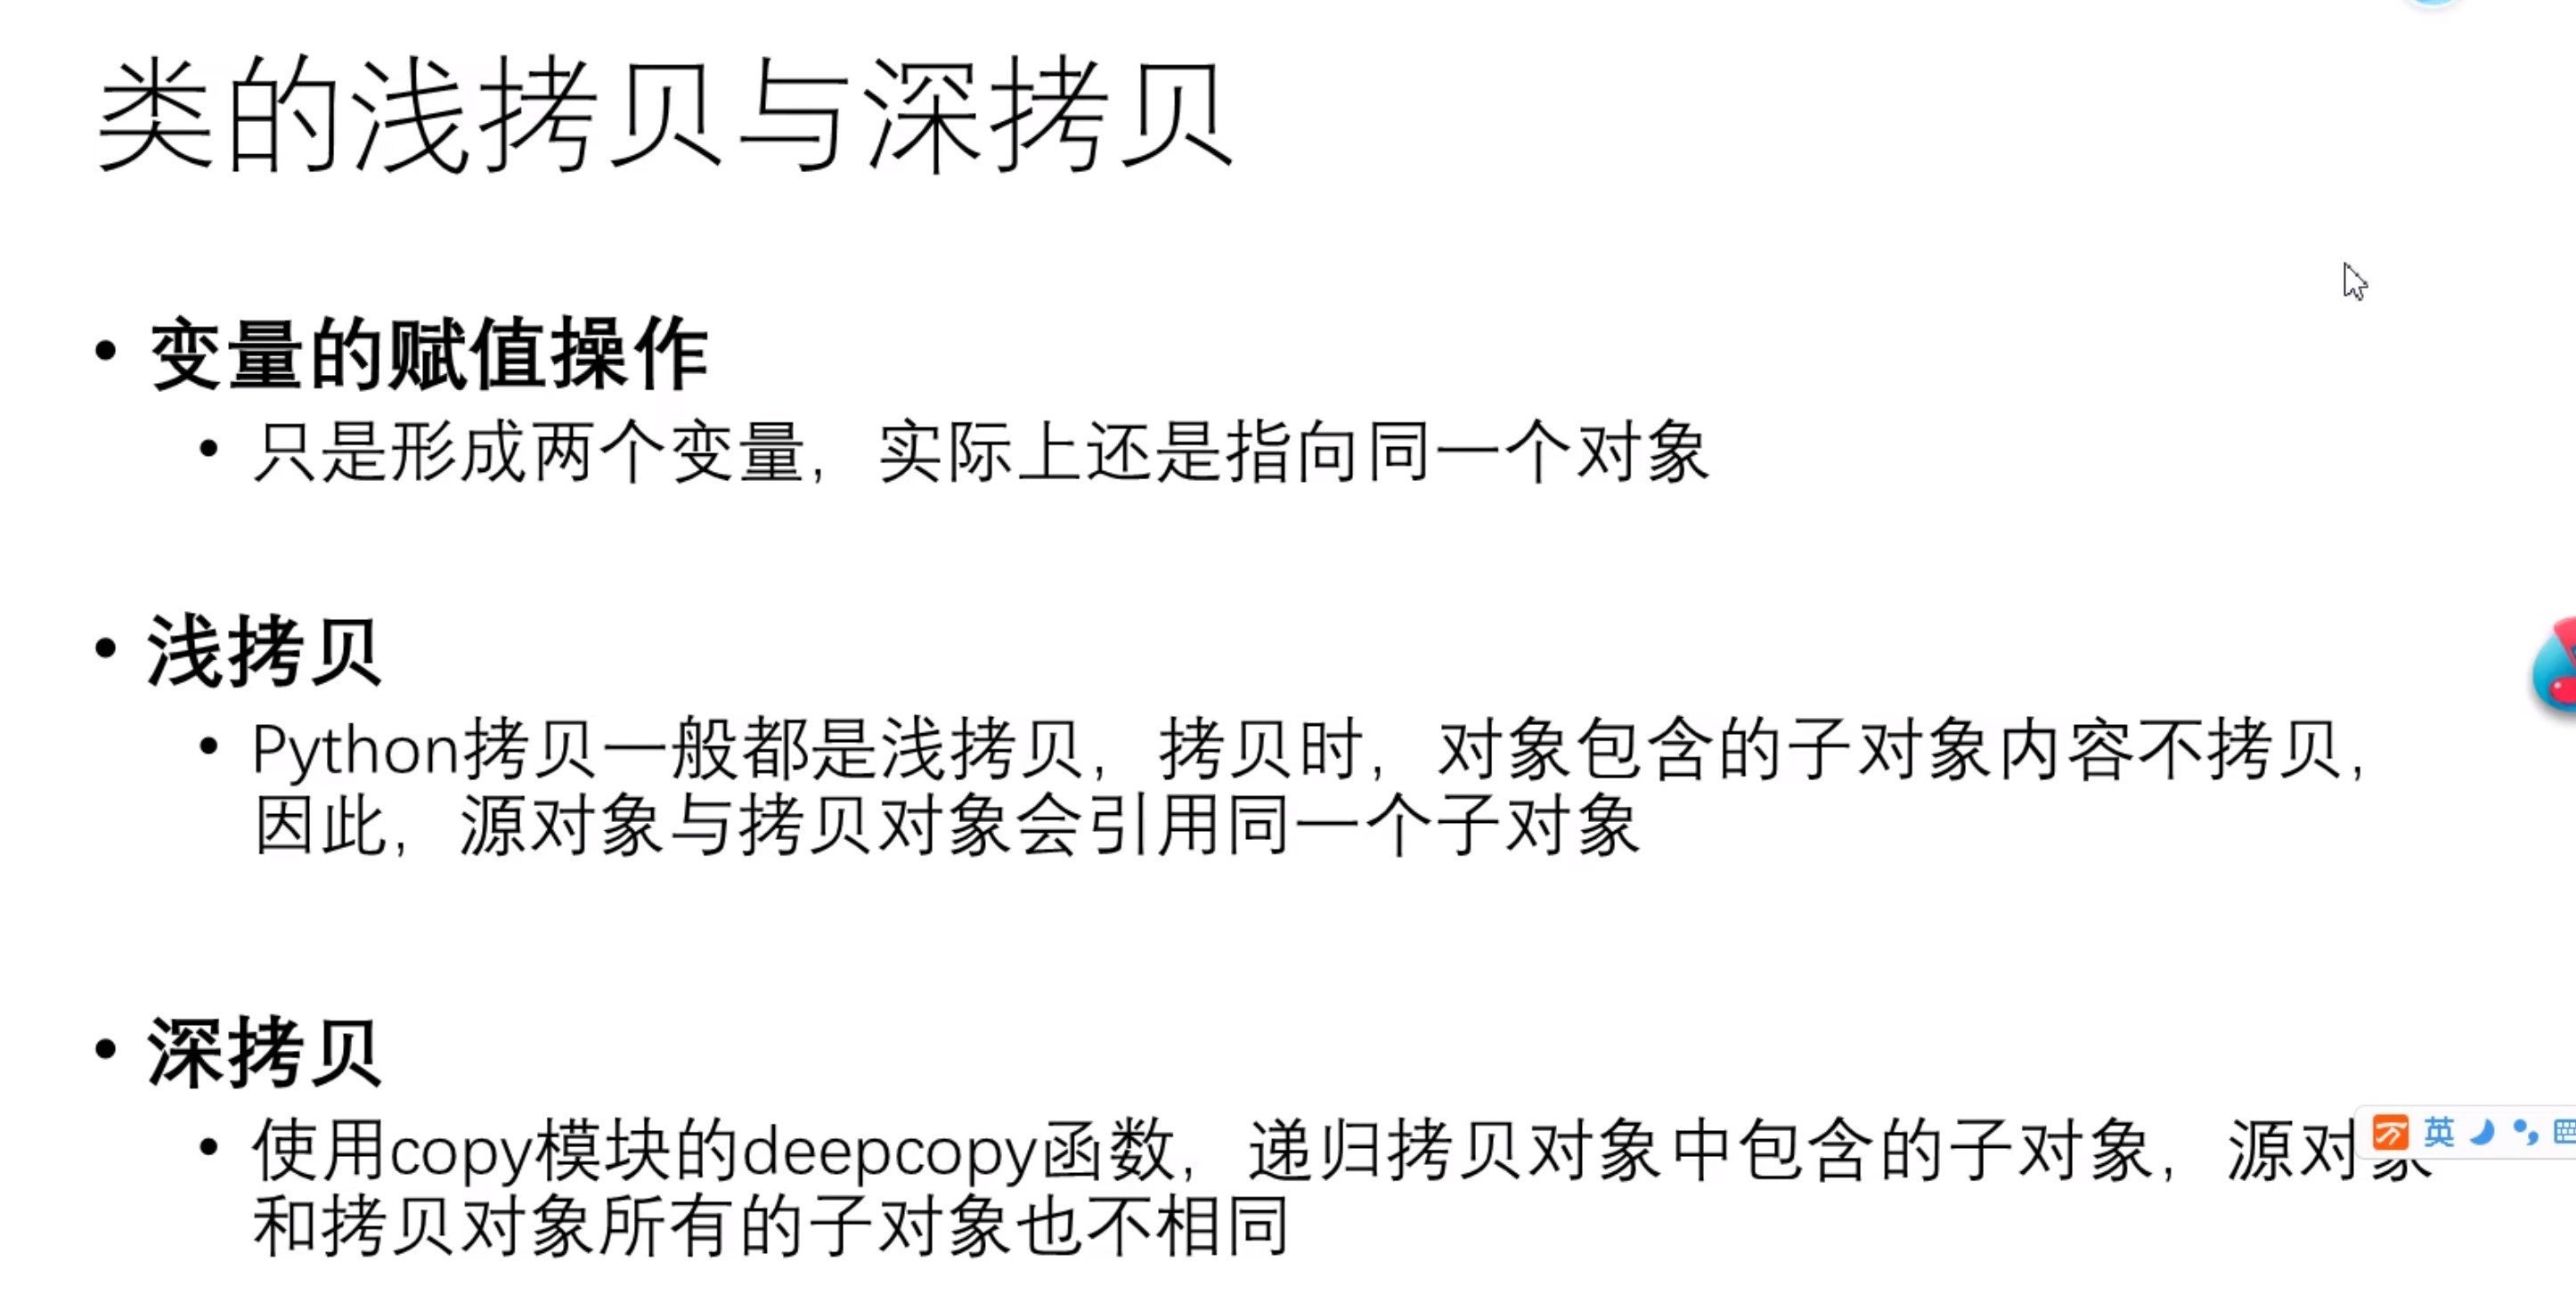 类的浅拷贝与深拷贝
• 变量的赋值操作
• 只是形成两个变量，实际上还是指向同一个对象
• 浅拷贝
• Python拷贝一般都是浅拷贝，拷贝时，对象包含的子对象内容不拷贝，
因此，源对象与拷贝对象会引用同一个子对象
• 深拷贝
• 使用copy模块的deepcopy函数，递归拷贝对象中包含的子对象，源对象
和拷贝对象所有的子对象也不相同
英